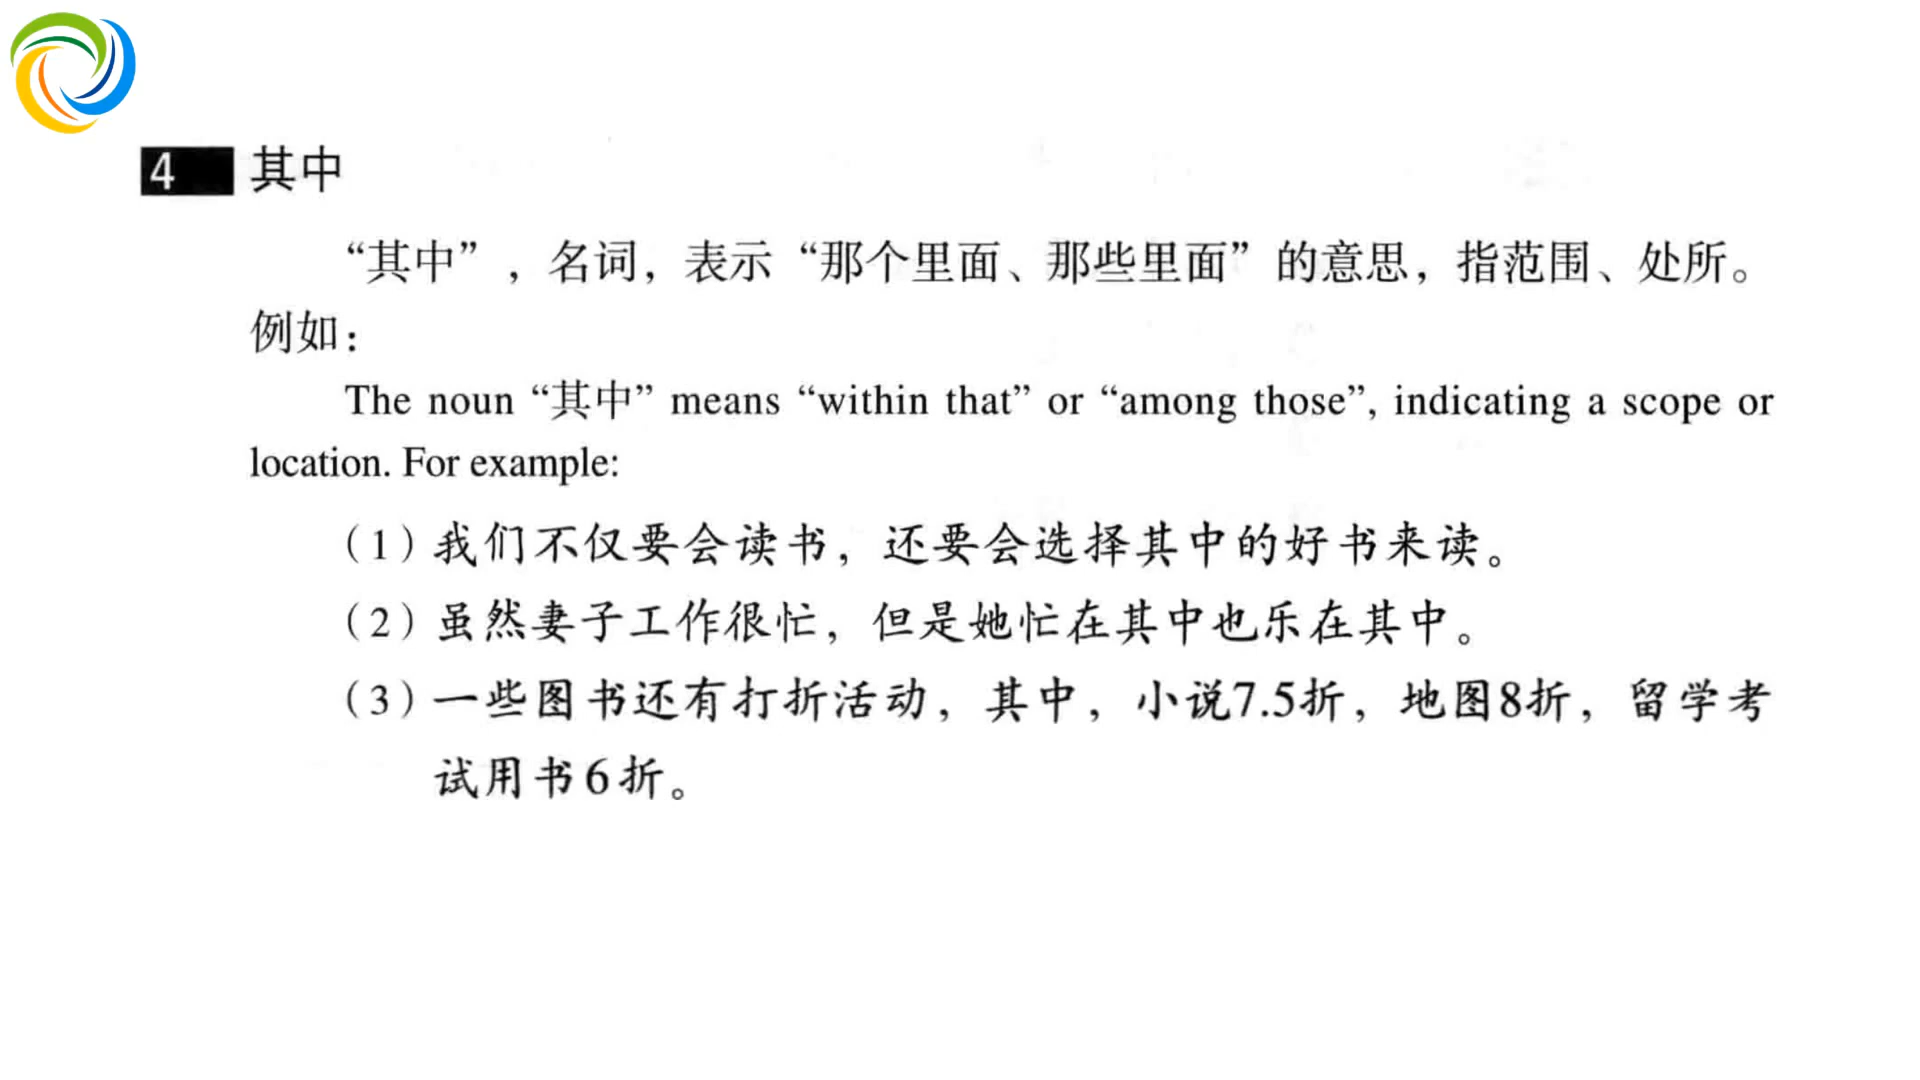 4 其中
“其中”，名词，表示“那个里面、那些里面”的意思，指范围、处所。
例如：
The noun “其中” means “within that” or “among those”, indicating a scope or
location. For example:
（1）我们不仅要会读书，还要会选择其中的好书来读。
（2）虽然妻子工作很忙，但是她忙在其中也乐在其中。
（3）一些图书还有打折活动，其中，小说7.5折，地图8折，留学考
试用书6折。